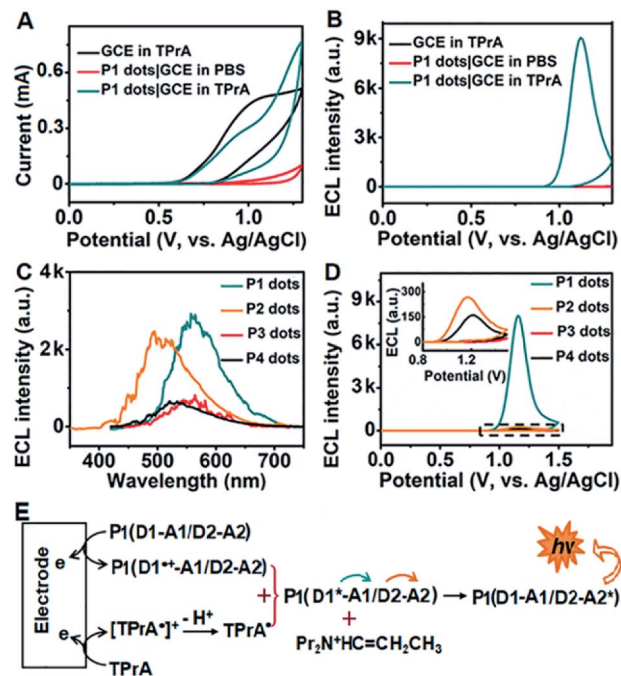 A
GCE in TPrA
P1 dots|GCE in PBS
P1 dots|GCE in TPrA
0.6
0.3
0.0
Current (mA)
0.0 0.5 1.0
Potential (V, vs. Ag/AgCl)
B
GCE in TPrA
P1 dots|GCE in PBS
P1 dots|GCE in TPrA
9k
6k
3k
0
ECL intensity (a.u.)
0.0 0.5 1.0
Potential (V, vs. Ag/AgCl)
C
P1 dots
P2 dots
P3 dots
P4 dots
4k
2k
0
ECL intensity (a.u.)
400 500 600 700
Wavelength (nm)
D
P1 dots
P2 dots
P3 dots
P4 dots
9k
6k
3k
0
ECL intensity (a.u.)
300
150
0
ECL (a.u.)
0.8 1.2
Potential (V)
0.0 0.5 1.0 1.5
Potential (V, vs. Ag/AgCl)
E
Electrode
e
P1(D1-A1/D2-A2)
P1(D1•+-A1/D2-A2)
e
[TPrA•]+ - H+ TPrA•
TPrA
+
P1(D1*-A1/D2-A2)
+
Pr2N+HC=CH2CH3
P1(D1-A1/D2-A2*)
hν